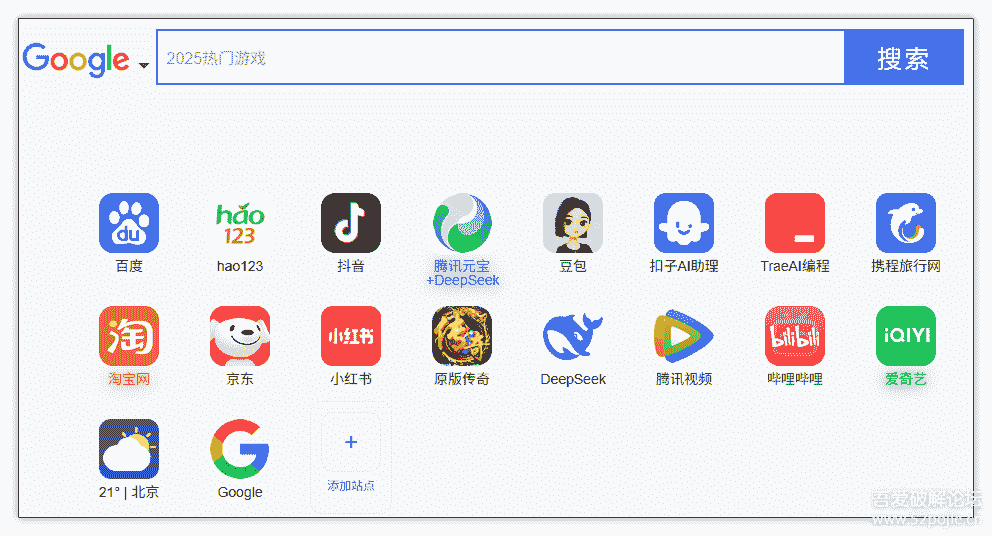 Google
2025热门游戏
搜索
du
hǎo
123
百度
hao123
抖音
腾讯元宝
+DeepSeek
豆包
扣子AI助理
TraeAI编程
携程旅行网
淘
小红书
传奇
bilibili
iQIYI
淘宝网
京东
小红书
原版传奇
DeepSeek
腾讯视频
哔哩哔哩
爱奇艺
21° | 北京
Google
+
添加站点
吾爱破解论坛
www.52pojie.cn